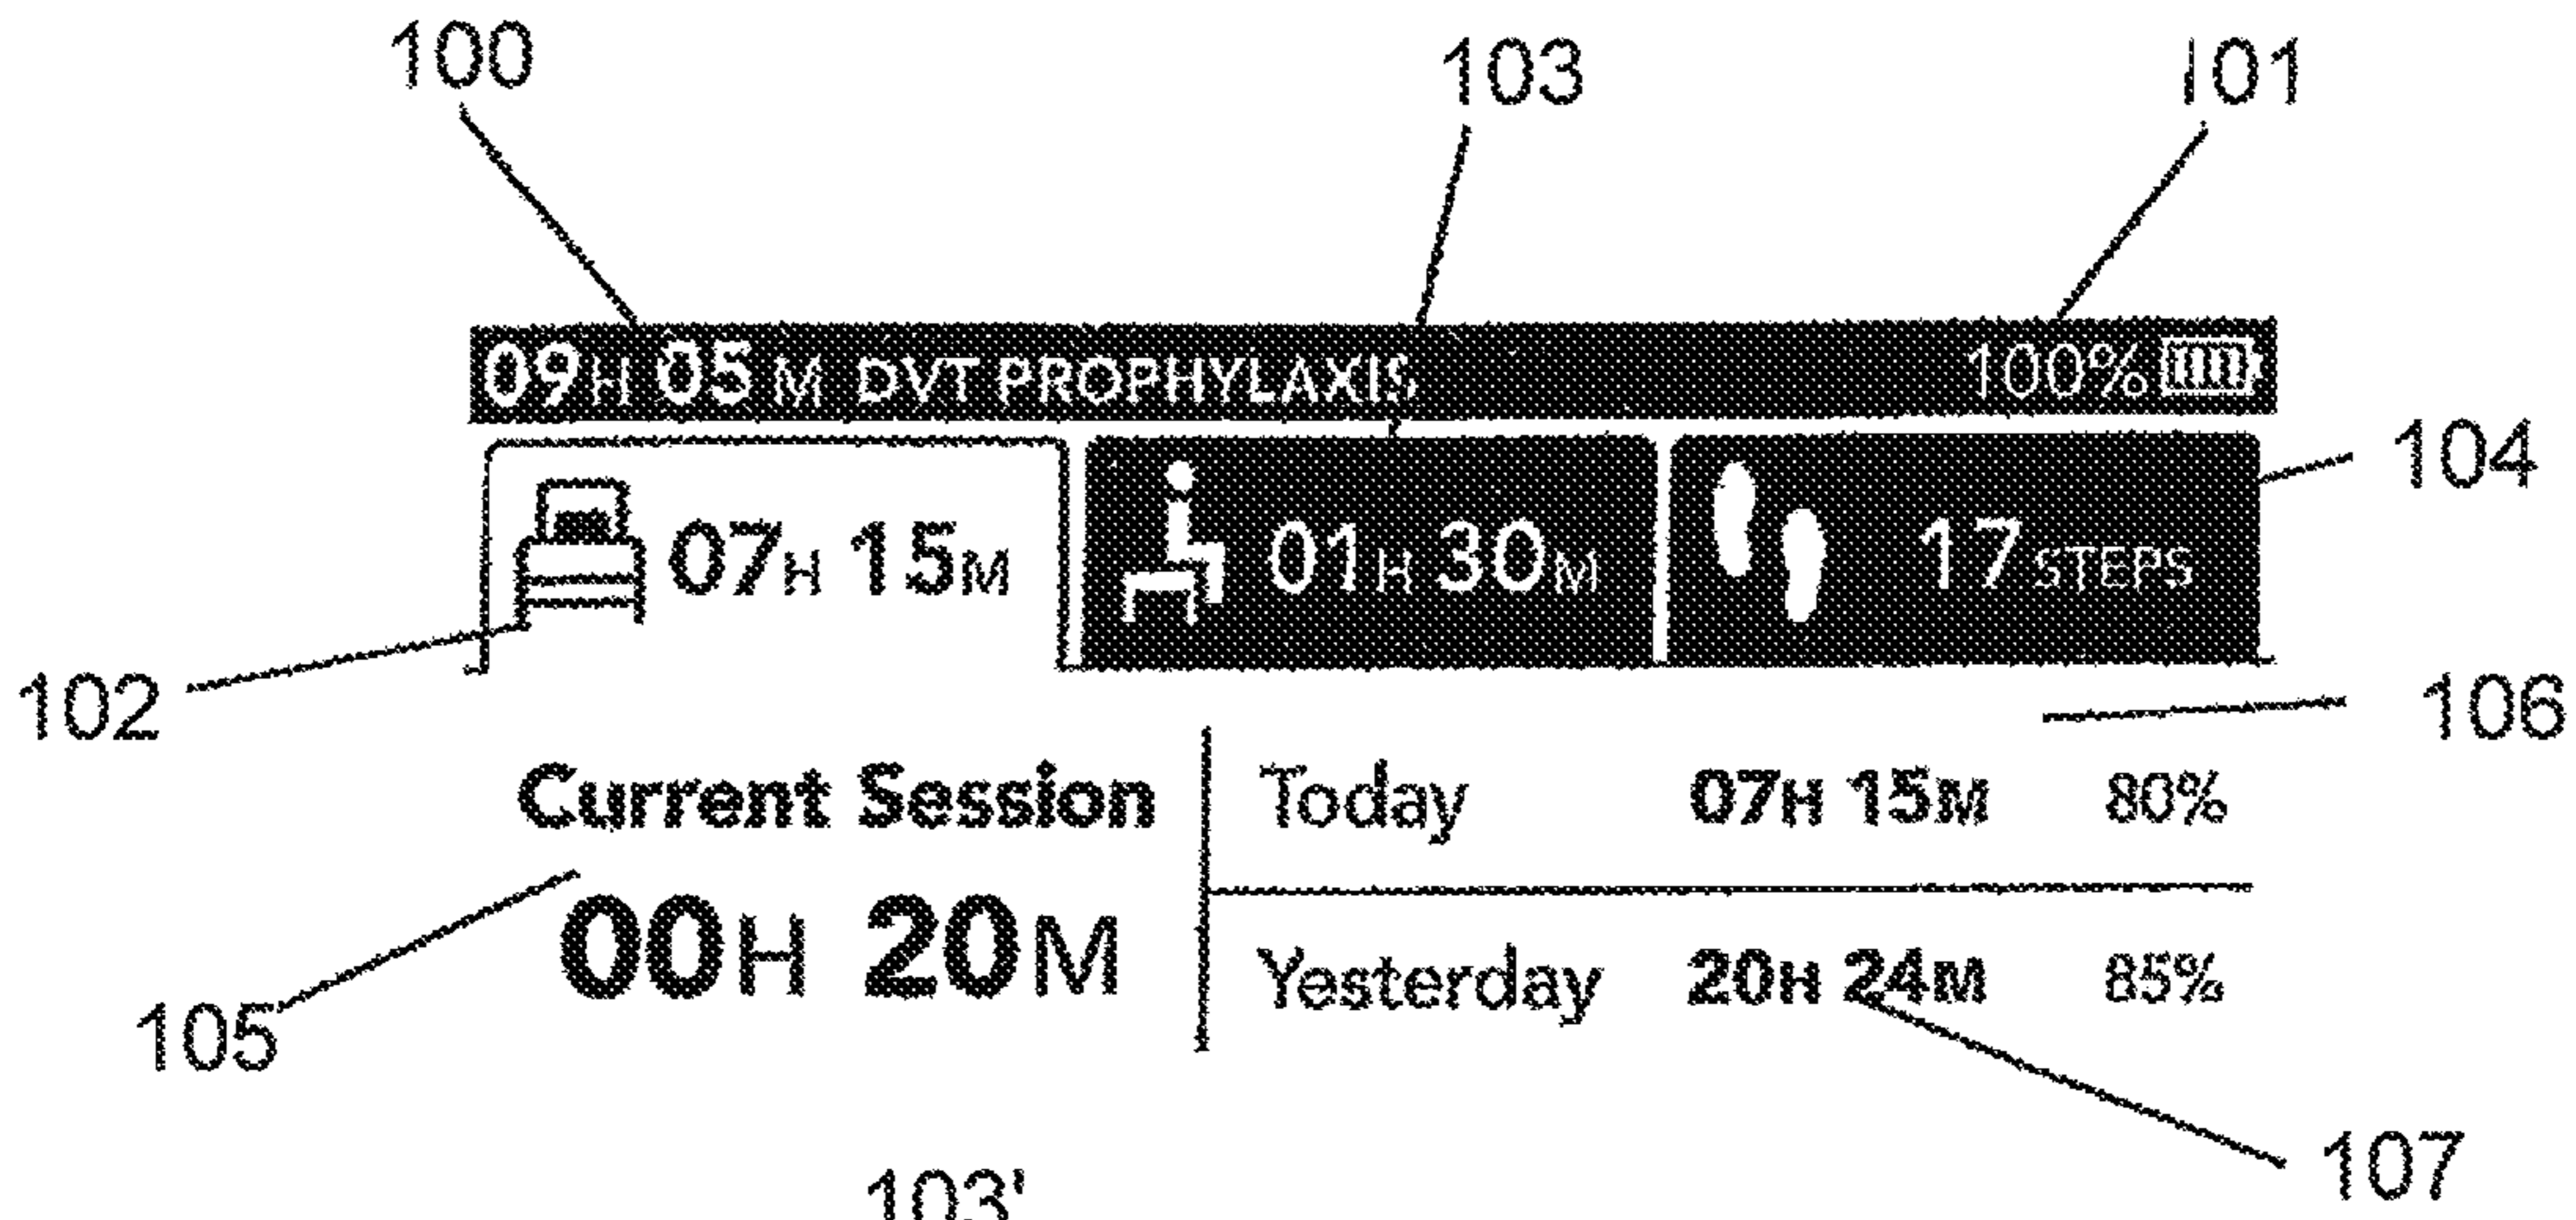 100
103
101
09H 05 M DVT PROPHYLAXIS 100%
104
07H 15M 01H 30M 17 STEPS
102
106
Current Session Today 07H 15M 80%
00H 20M Yesterday 20H 24M 85%
105
107
103'